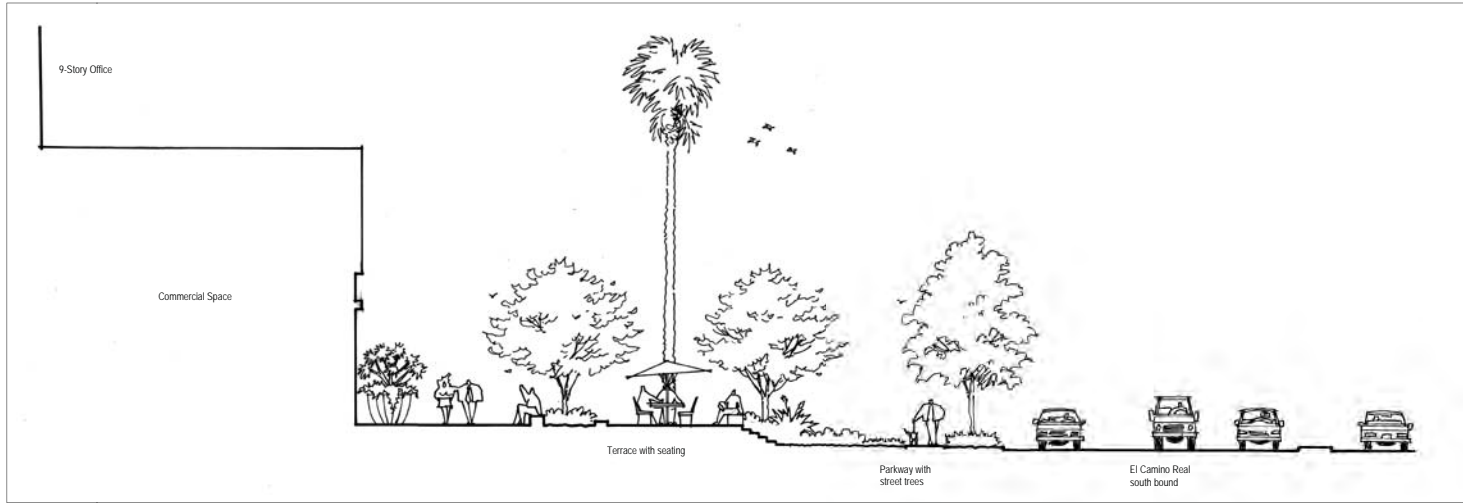 9-Story Office
Commercial Space
Terrace with seating
Parkway with
street trees
El Camino Real
south bound